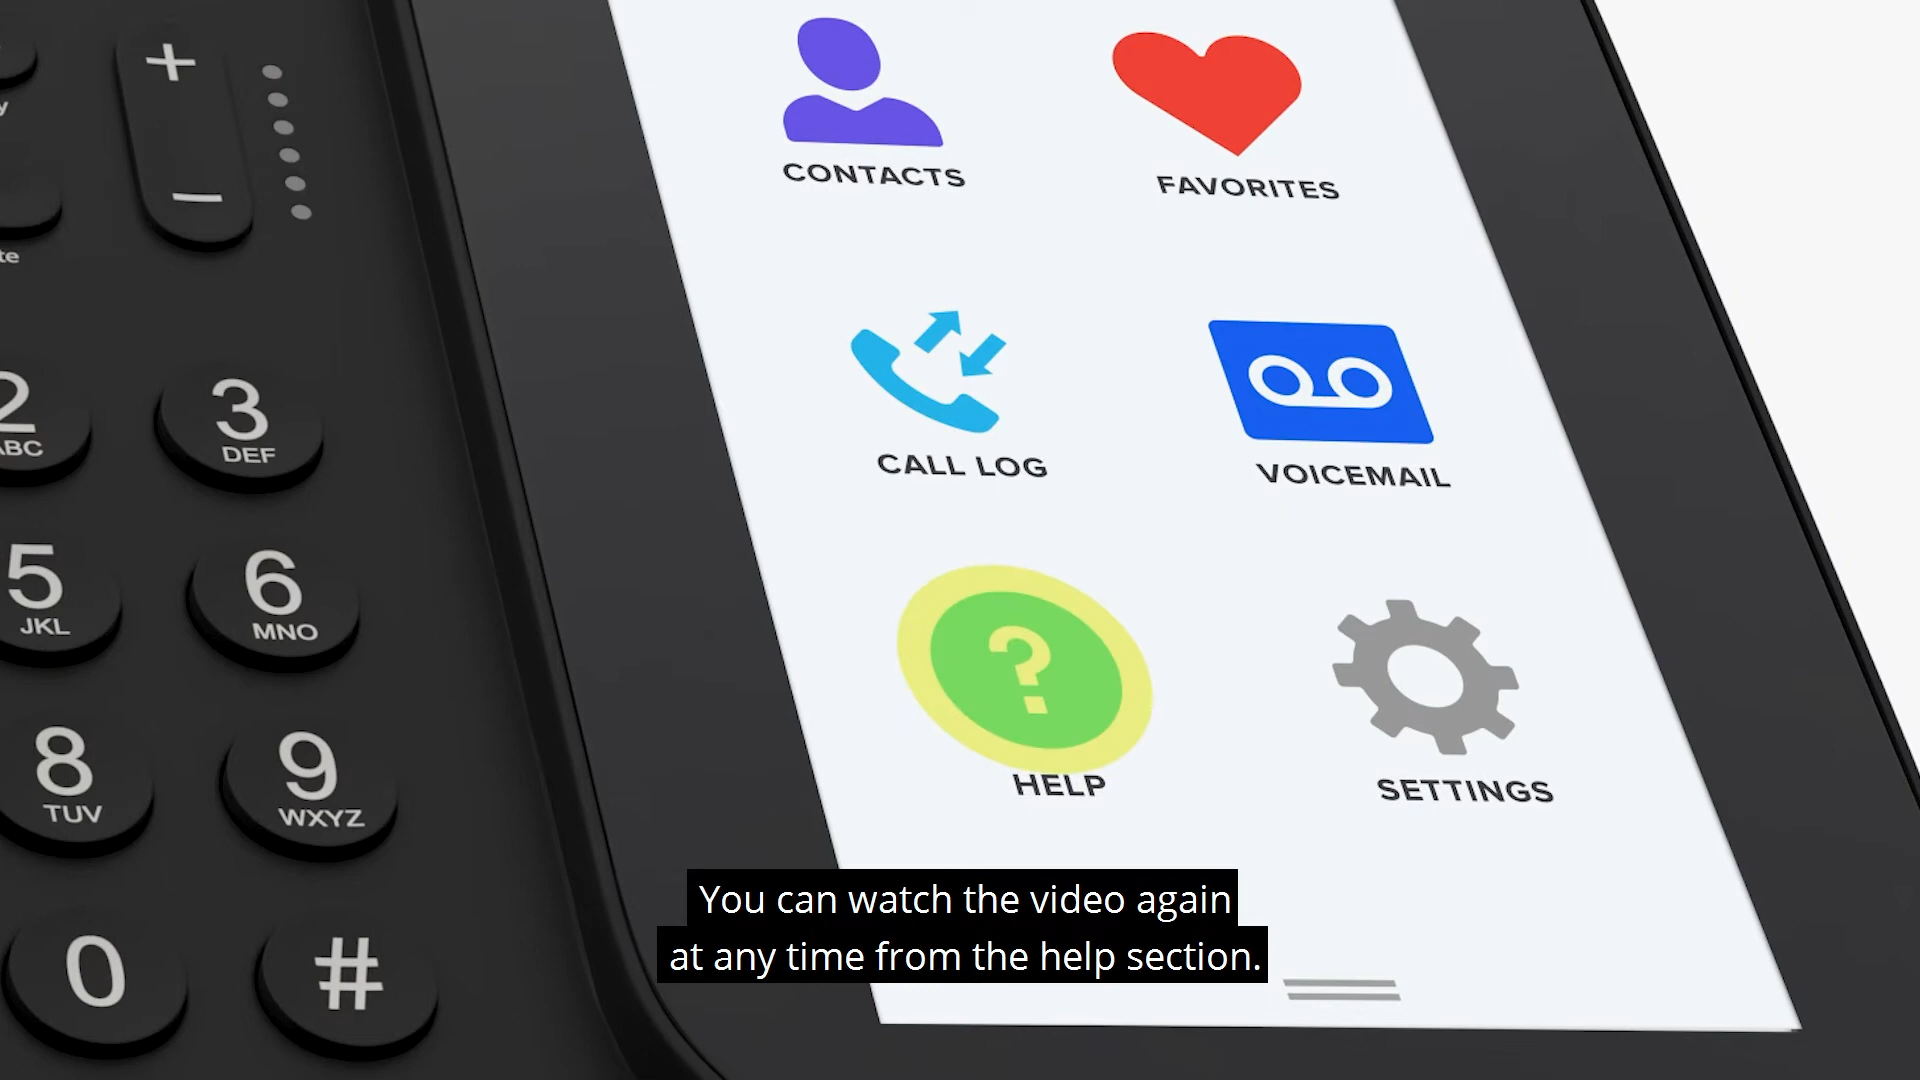 +
−
CONTACTS
FAVORITES
CALL LOG
VOICEMAIL
2
ABC
3
DEF
5
JKL
6
MNO
?
HELP
SETTINGS
8
TUV
9
WXYZ
0
#
You can watch the video again
at any time from the help section.